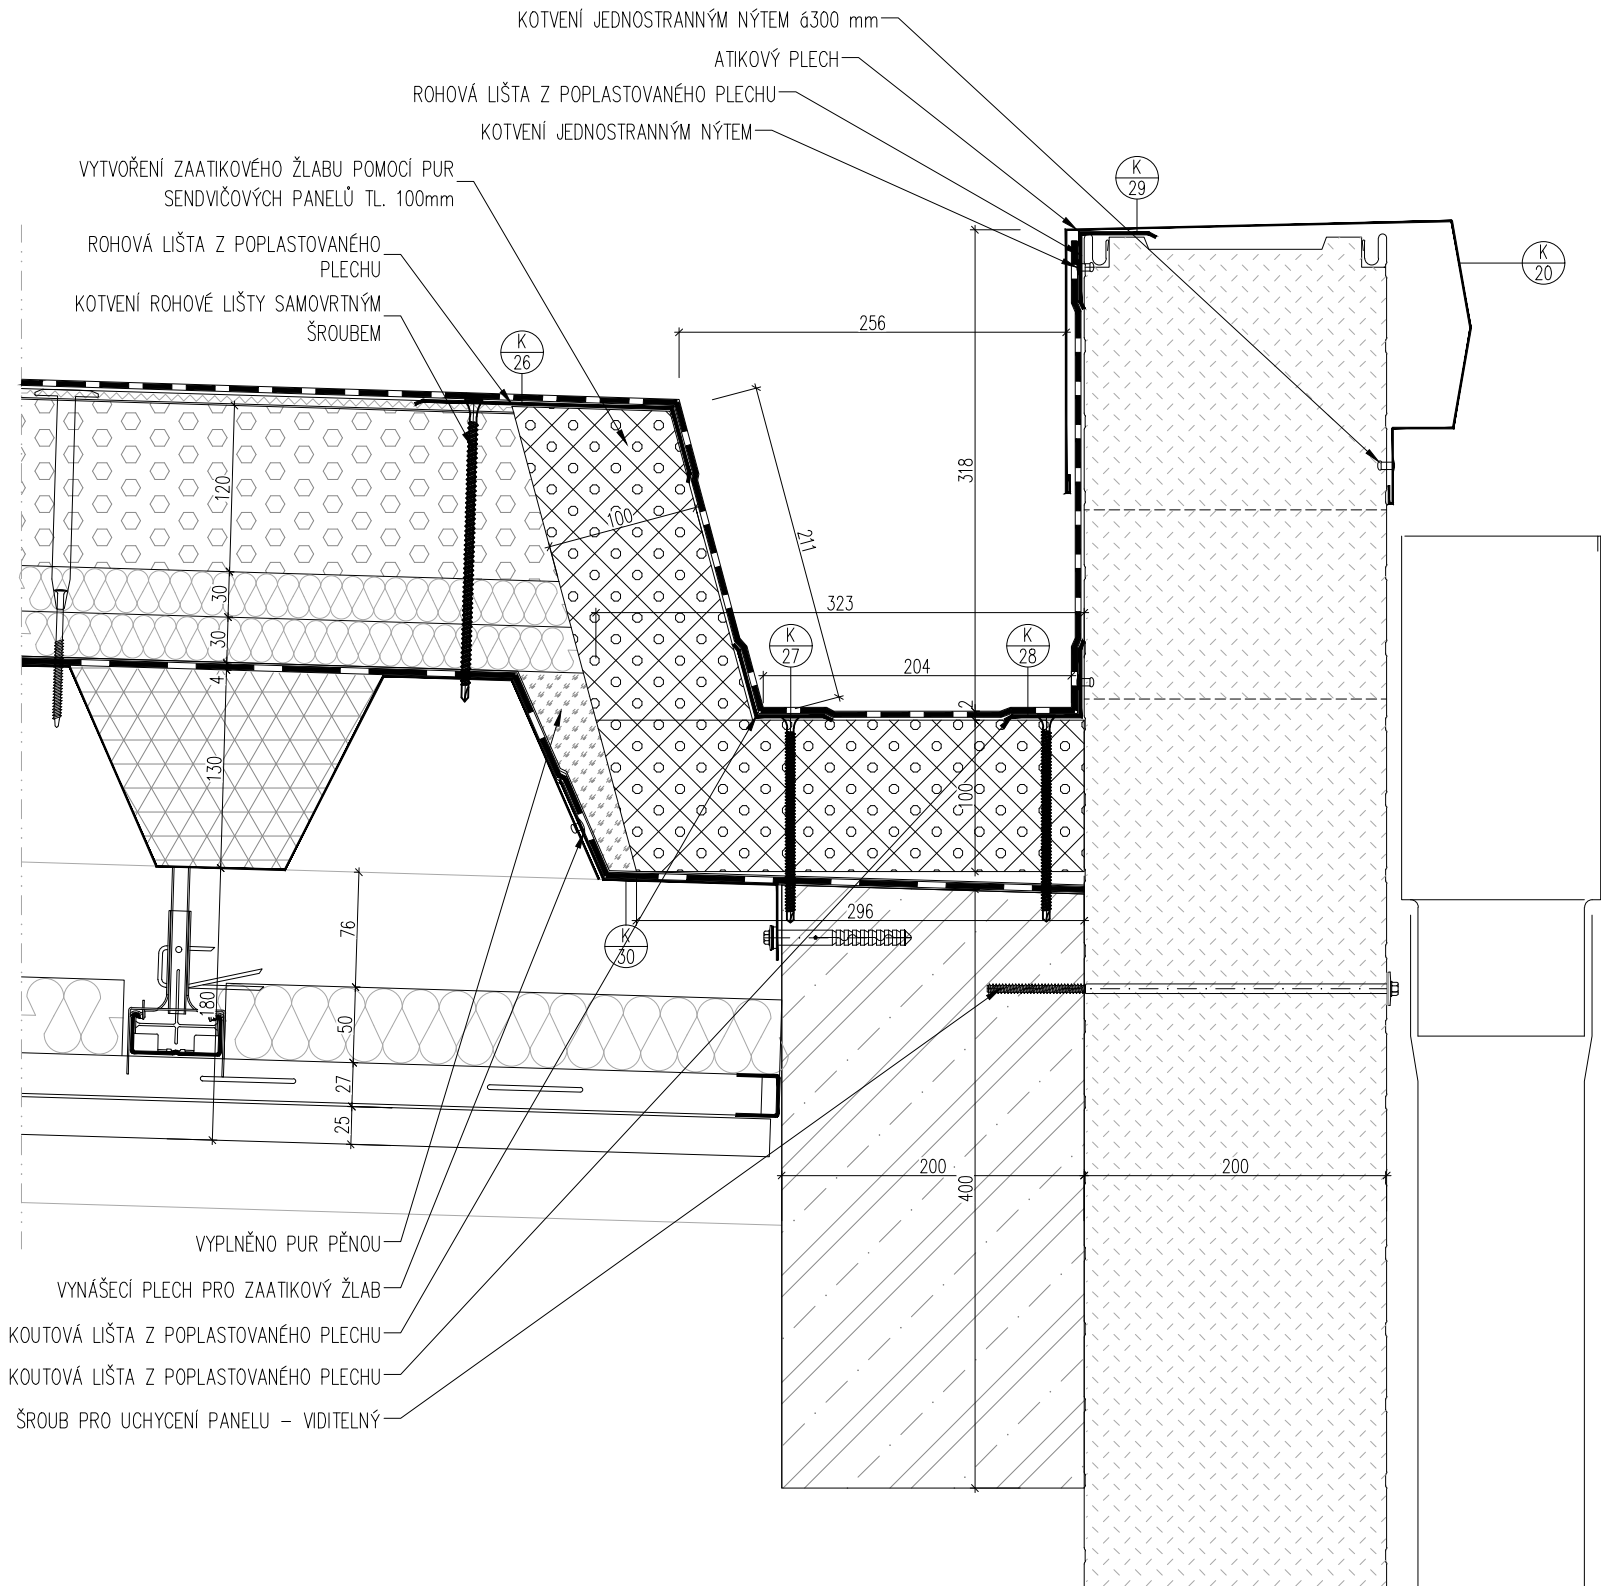 KOTVENÍ JEDNOSTRANNÝM NÝTEM á300 mm
ATIKOVÝ PLECH
ROHOVÁ LIŠTA Z POPLASTOVANÉHO PLECHU
KOTVENÍ JEDNOSTRANNÝM NÝTEM
VYTVOŘENÍ ZAATIKOVÉHO ŽLABU POMOCÍ PUR
SENDVIČOVÝCH PANELŮ TL. 100mm
ROHOVÁ LIŠTA Z POPLASTOVANÉHO
PLECHU
KOTVENÍ ROHOVÉ LIŠTY SAMOVRTNÝM
ŠROUBEM
K
29
K
20
K
26
256
318
120
100
211
30
323
30
K
27
K
28
204
4
2
130
100
296
K
30
76
180
50
27
25
200
200
400
VYPLNĚNO PUR PĚNOU
VYNÁŠECÍ PLECH PRO ZAATIKOVÝ ŽLAB
KOUTOVÁ LIŠTA Z POPLASTOVANÉHO PLECHU
KOUTOVÁ LIŠTA Z POPLASTOVANÉHO PLECHU
ŠROUB PRO UCHYCENÍ PANELU – VIDITELNÝ